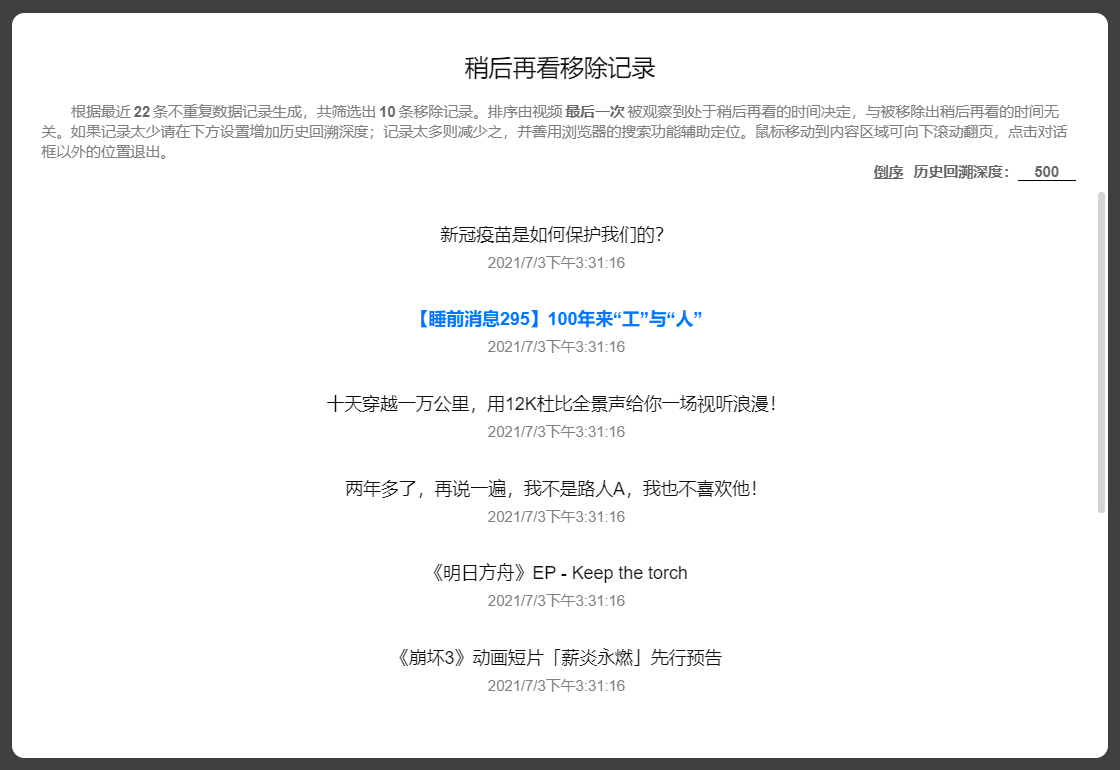 稍后再看移除记录
根据最近 22 条不重复数据记录生成，共筛选出 10 条移除记录。排序由视频 最后一次 被观察到处于稍后再看的时间决定，与被移除出稍后再看的时间无
关。如果记录太少请在下方设置增加历史回溯深度；记录太多则减少之，并善用浏览器的搜索功能辅助定位。鼠标移动到内容区域可向下滚动翻页，点击对话
框以外的位置退出。
倒序 历史回溯深度： 500
新冠疫苗是如何保护我们的？
2021/7/3下午3:31:16
【睡前消息295】100年来“工”与“人”
2021/7/3下午3:31:16
十天穿越一万公里，用12K杜比全景声给你一场视听浪漫！
2021/7/3下午3:31:16
两年多了，再说一遍，我不是路人A，我也不喜欢他！
2021/7/3下午3:31:16
《明日方舟》EP - Keep the torch
2021/7/3下午3:31:16
《崩坏3》动画短片「薪炎永燃」先行预告
2021/7/3下午3:31:16